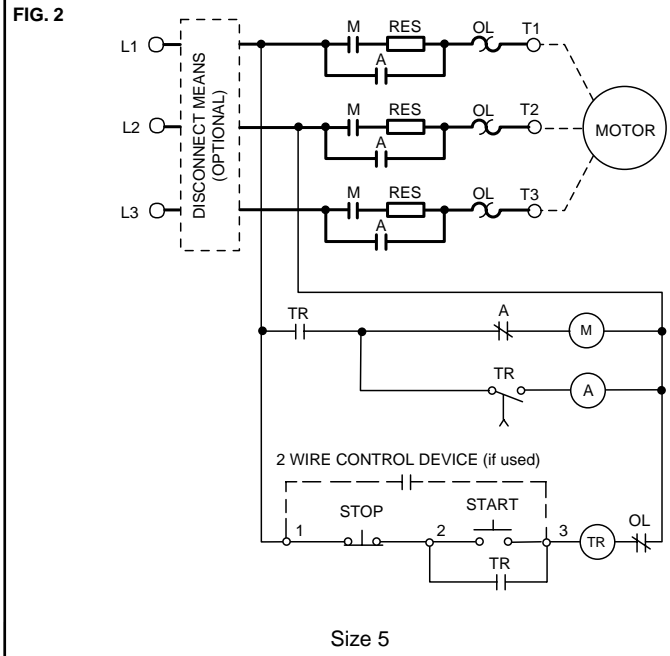 FIG. 2
M RES OL T1
L1
A
DISCONNECT MEANS
(OPTIONAL)
M RES OL T2
L2
MOTOR
A
M RES OL T3
L3
A
TR A
M
TR
A
2 WIRE CONTROL DEVICE (if used)
STOP START
1 2 3 TR OL
TR
Size 5